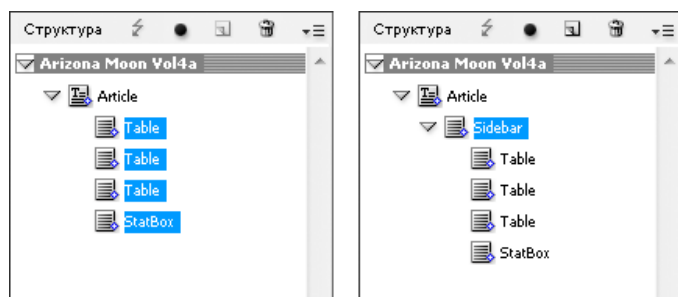 Структура
Arizona Moon Vol4a
Article
Table
Table
Table
StatBox
Структура
Arizona Moon Vol4a
Article
Sidebar
Table
Table
Table
StatBox